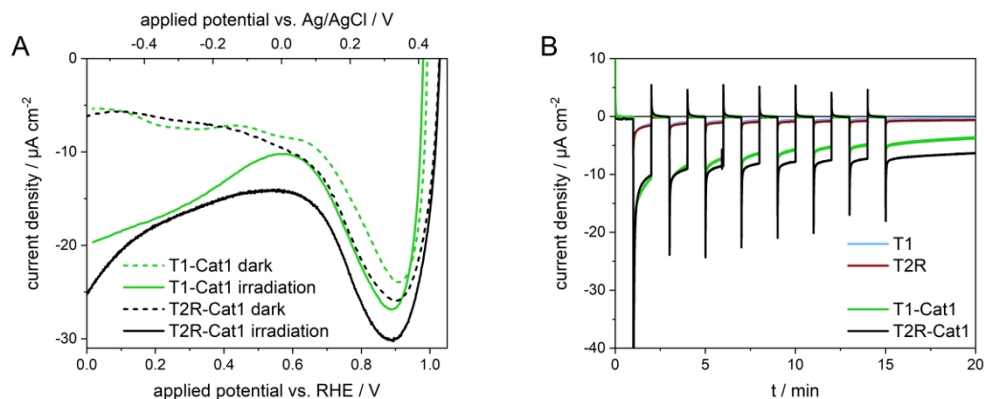 A
applied potential vs. Ag/AgCl / V
-0.4 -0.2 0.0 0.2 0.4
current density / µA cm-2
0
-10
-20
-30
T1-Cat1 dark
T1-Cat1 irradiation
T2R-Cat1 dark
T2R-Cat1 irradiation
0.0 0.2 0.4 0.6 0.8 1.0
applied potential vs. RHE / V
B
current density / µA cm-2
10
0
-10
-20
-30
-40
T1
T2R
T1-Cat1
T2R-Cat1
0 5 10 15 20
t / min